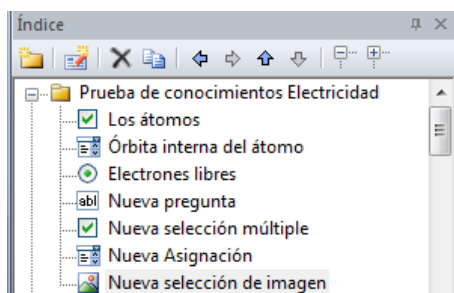 Índice
Prueba de conocimientos Electricidad
Los átomos
Órbita interna del átomo
Electrones libres
abl Nueva pregunta
Nueva selección múltiple
Nueva Asignación
Nueva selección de imagen